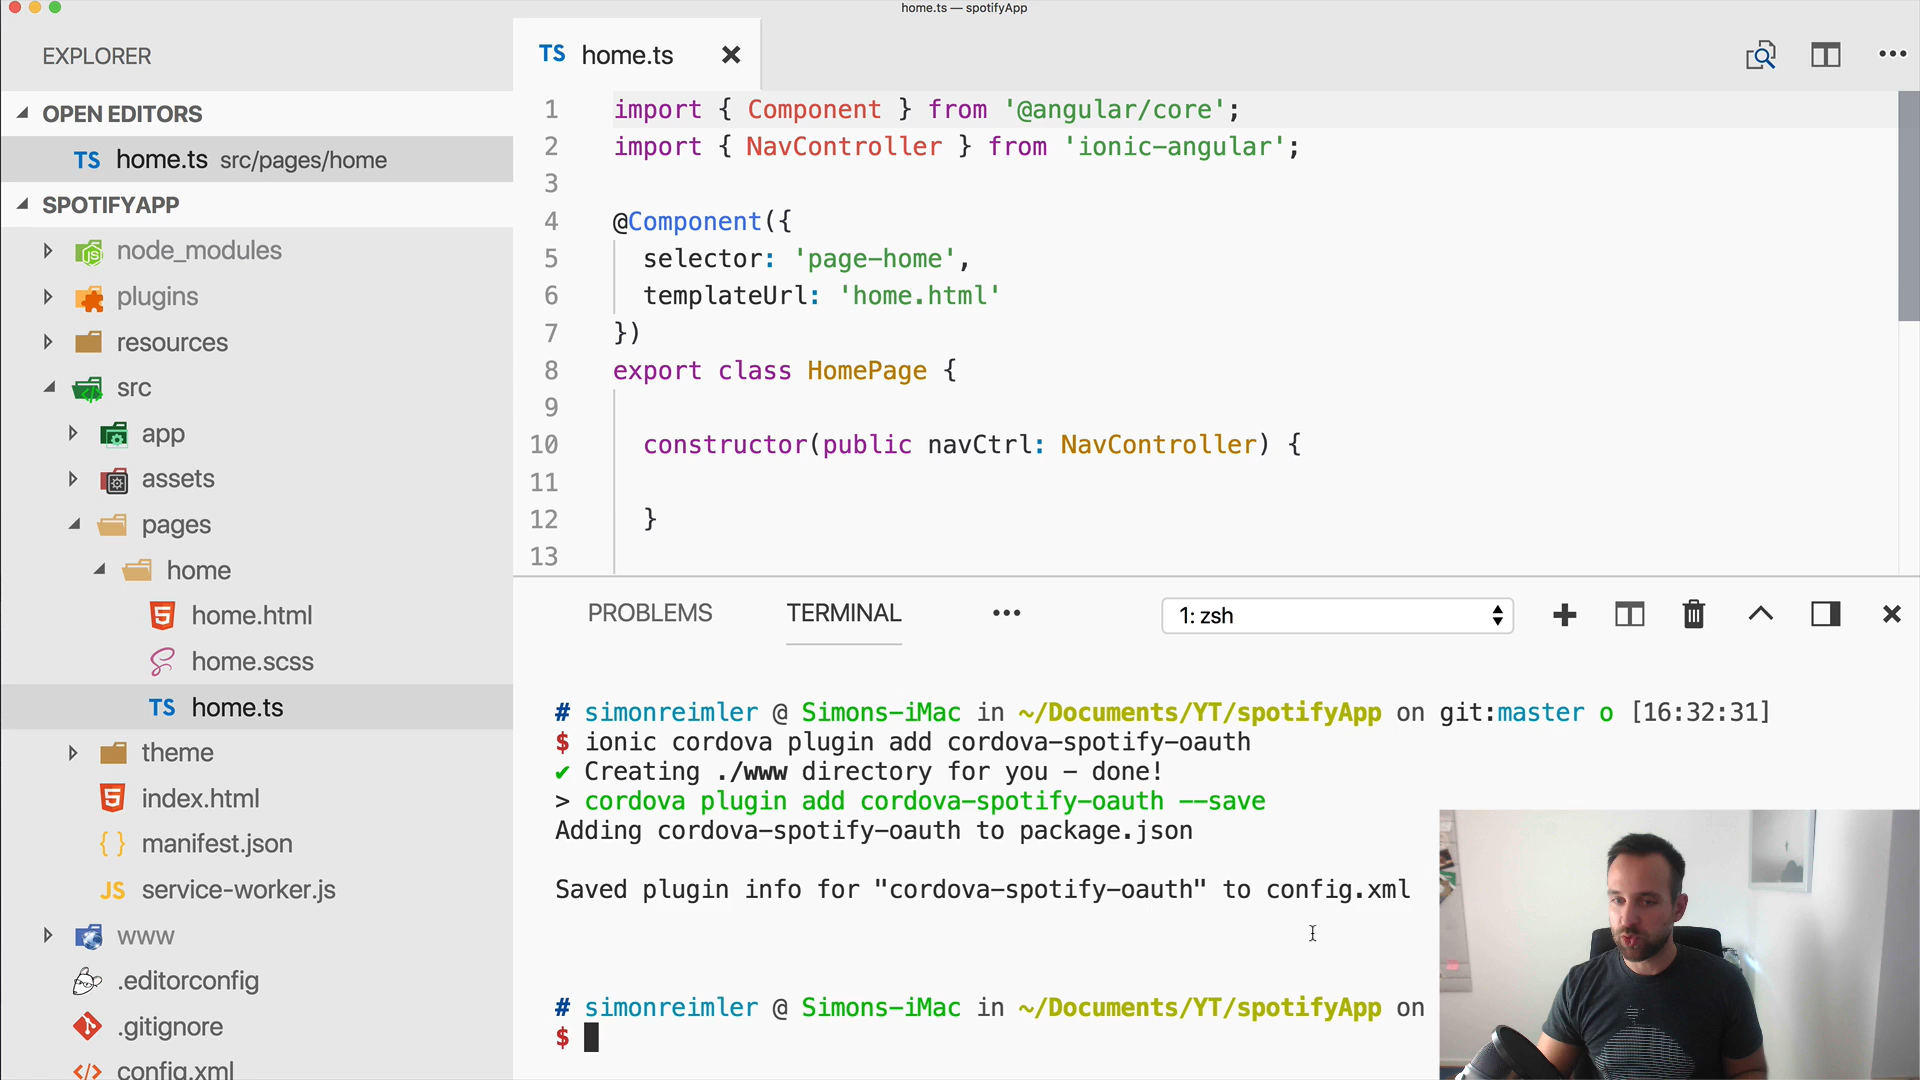 home.ts — spotifyApp
EXPLORER
OPEN EDITORS
TS home.ts src/pages/home
SPOTIFYAPP
node_modules
plugins
resources
src
app
assets
pages
home
home.html
home.scss
TS home.ts
theme
index.html
manifest.json
JS service-worker.js
www
.editorconfig
.gitignore
config.xml
TS home.ts
1 import { Component } from '@angular/core';
2 import { NavController } from 'ionic-angular';
3
4 @Component({
5 selector: 'page-home',
6 templateUrl: 'home.html'
7 })
8 export class HomePage {
9
10 constructor(public navCtrl: NavController) {
11
12 }
13
PROBLEMS TERMINAL ••• 1: zsh
# simonreimler @ Simons-iMac in ~/Documents/YT/spotifyApp on git:master o [16:32:31]
$ ionic cordova plugin add cordova-spotify-oauth
✔ Creating ./www directory for you - done!
> cordova plugin add cordova-spotify-oauth --save
Adding cordova-spotify-oauth to package.json
Saved plugin info for "cordova-spotify-oauth" to config.xml
# simonreimler @ Simons-iMac in ~/Documents/YT/spotifyApp on
$